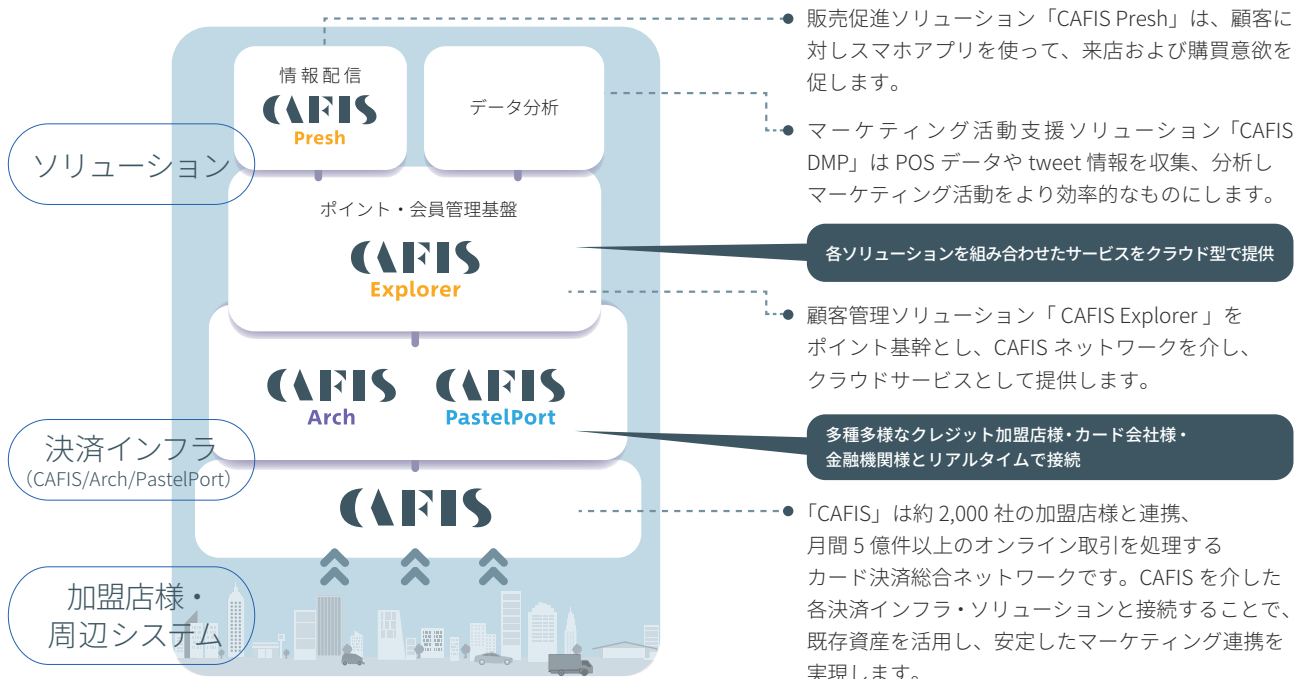 情報配信
CAFIS
Presh
データ分析
ソリューション
ポイント・会員管理基盤
CAFIS
Explorer
CAFIS
Arch
CAFIS
PastelPort
決済インフラ
(CAFIS/Arch/PastelPort)
CAFIS
加盟店様・
周辺システム
販売促進ソリューション「CAFIS Presh」は、顧客に
対しスマホアプリを使って、来店および購買意欲を
促します。
マーケティング活動支援ソリューション「CAFIS
DMP」は POS データや tweet 情報を収集、分析し
マーケティング活動をより効率的なものにします。
各ソリューションを組み合わせたサービスをクラウド型で提供
顧客管理ソリューション「 CAFIS Explorer 」を
ポイント基幹とし、CAFIS ネットワークを介し、
クラウドサービスとして提供します。
多種多様なクレジット加盟店様・カード会社様・
金融機関様とリアルタイムで接続
「CAFIS」は約 2,000 社の加盟店様と連携、
月間 5 億件以上のオンライン取引を処理する
カード決済総合ネットワークです。CAFIS を介した
各決済インフラ・ソリューションと接続することで、
既存資産を活用し、安定したマーケティング連携を
実現します。